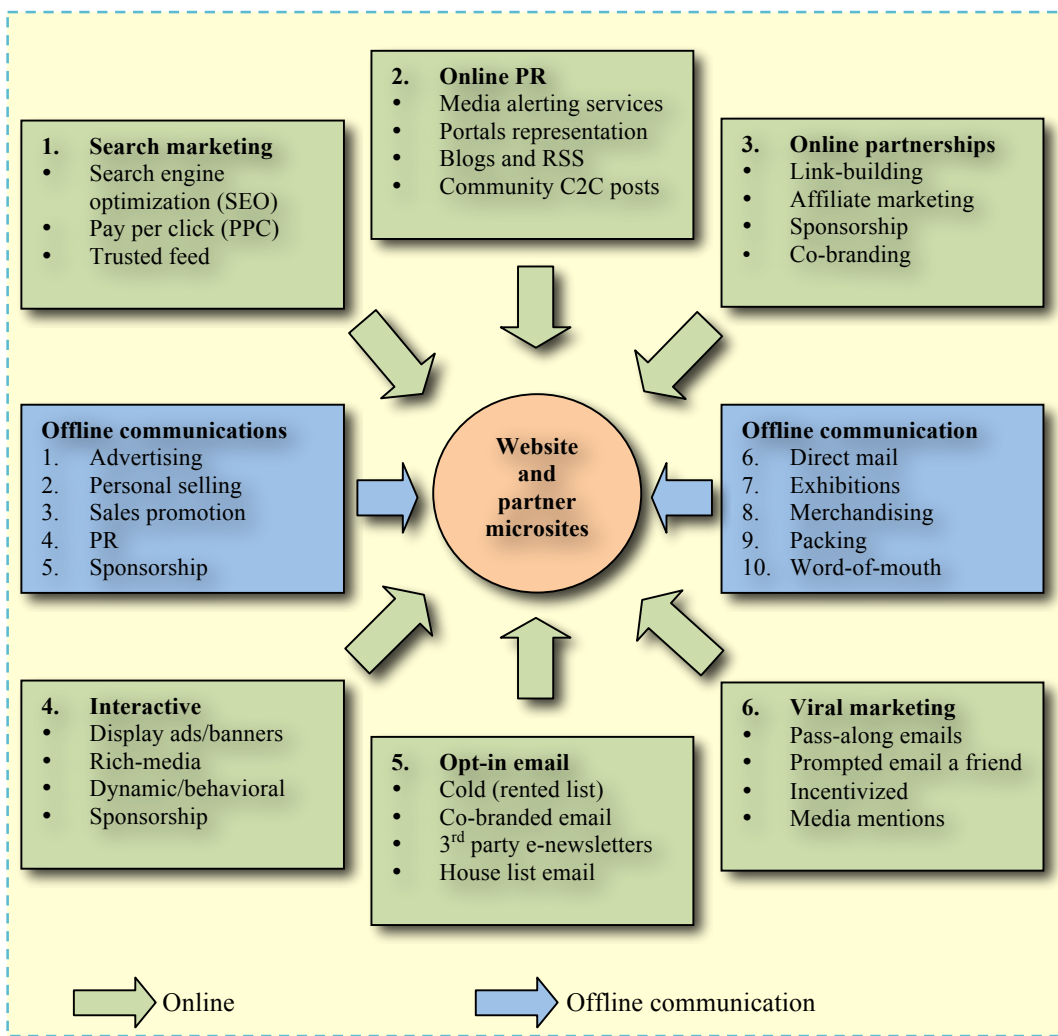 1. Search marketing
• Search engine
optimization (SEO)
• Pay per click (PPC)
• Trusted feed
2. Online PR
• Media alerting services
• Portals representation
• Blogs and RSS
• Community C2C posts
3. Online partnerships
• Link-building
• Affiliate marketing
• Sponsorship
• Co-branding
Offline communications
1. Advertising
2. Personal selling
3. Sales promotion
4. PR
5. Sponsorship
Website
and
partner
microsites
Offline communication
6. Direct mail
7. Exhibitions
8. Merchandising
9. Packing
10. Word-of-mouth
4. Interactive
• Display ads/banners
• Rich-media
• Dynamic/behavioral
• Sponsorship
5. Opt-in email
• Cold (rented list)
• Co-branded email
• 3rd party e-newsletters
• House list email
6. Viral marketing
• Pass-along emails
• Prompted email a friend
• Incentivized
• Media mentions
Online
Offline communication